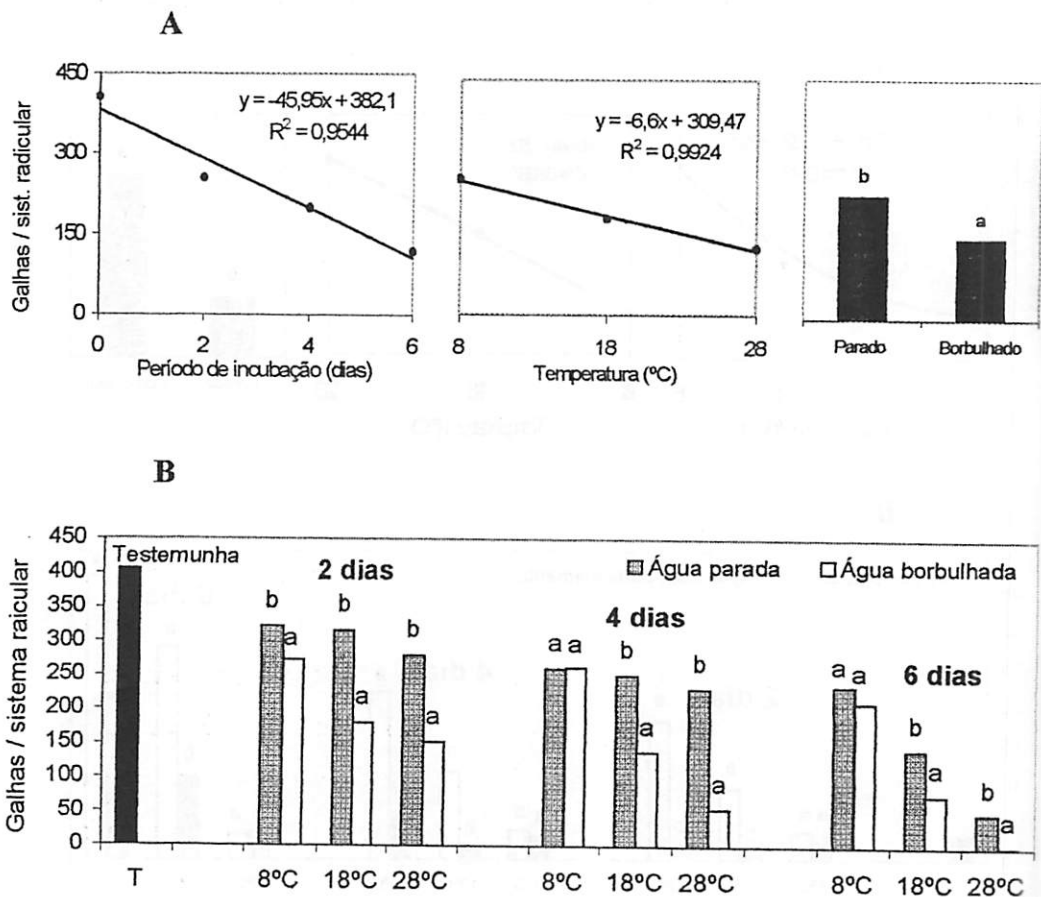 A
Galhas / sist. radicular
450
300
150
0
y = -45,95x + 382,1
R² = 0,9544
0 2 4 6
Período de incubação (dias)
y = -6,6x + 309,47
R² = 0,9924
8 18 28
Temperatura (ºC)
b
a
Parado Borbulhado
B
Galhas / sistema raicular
450
400
350
300
250
200
150
100
50
0
Testemunha
2 dias
Água parada Água borbulhada
4 dias
6 dias
b a b a b a
a a b a b a
a a b a b a
T 8ºC 18ºC 28ºC 8ºC 18ºC 28ºC 8ºC 18ºC 28ºC